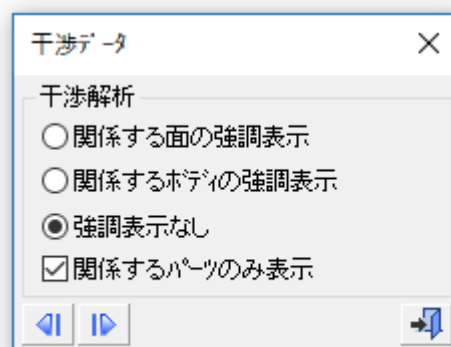 干渉ﾃﾞｰﾀ
干渉解析
関係する面の強調表示
関係するﾎﾞﾃﾞｨの強調表示
強調表示なし
関係するﾊﾟｰﾂのみ表示